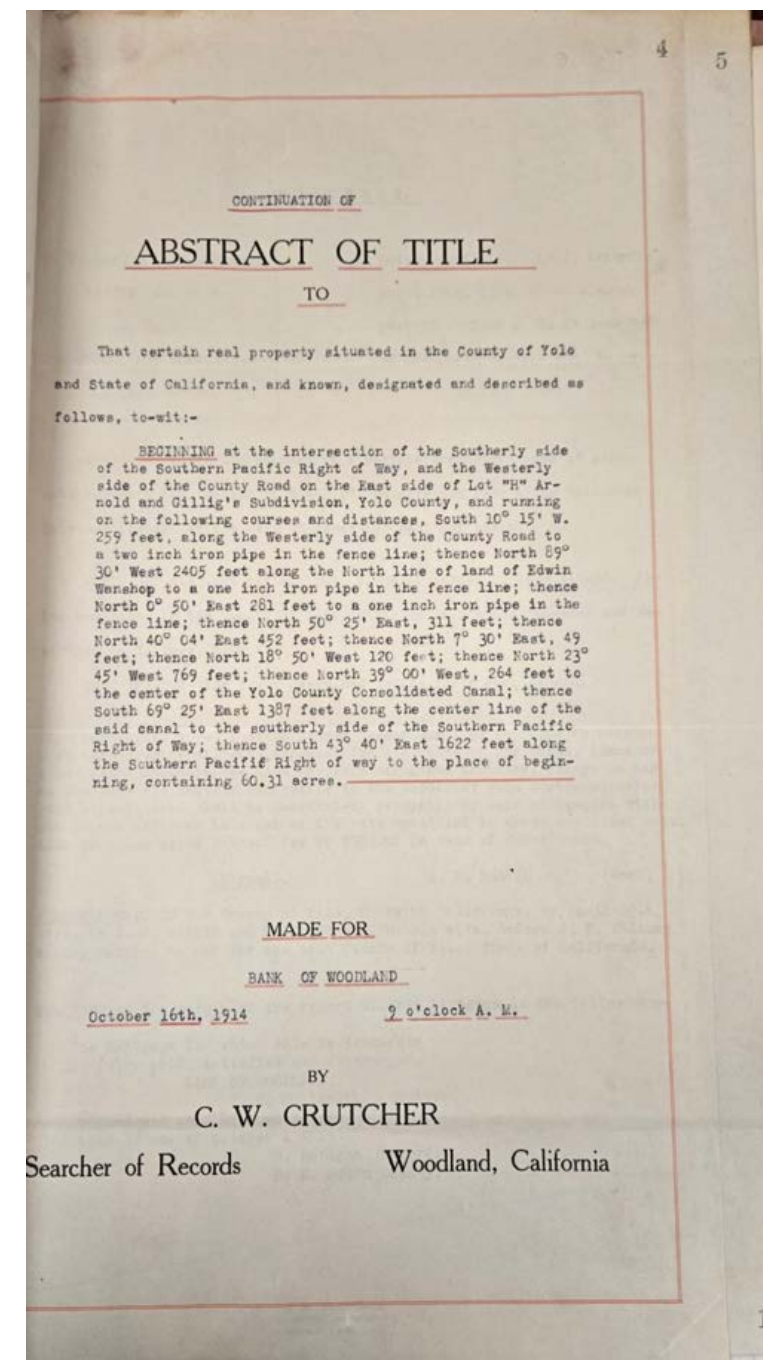 4
5
CONTINUATION OF
ABSTRACT OF TITLE
TO
That certain real property situated in the County of Yolo
and State of California, and known, designated and described as
follows, to-wit:-
BEGINNING at the intersection of the Southerly side
of the Southern Pacific Right of Way, and the Westerly
side of the County Road on the East side of Lot "H" Ar-
nold and Gillig's Subdivision, Yolo County, and running
on the following courses and distances, South 10° 15' W.
259 feet, along the Westerly side of the County Road to
a two inch iron pipe in the fence line; thence North 89°
30' West 2405 feet along the North line of land of Edwin
Wanshop to a one inch iron pipe in the fence line; thence
North 0° 50' East 281 feet to a one inch iron pipe in the
fence line; thence North 50° 25' East, 311 feet; thence
North 40° 04' East 452 feet; thence North 7° 30' East, 49
feet; thence North 18° 50' West 120 feet; thence North 23°
45' West 769 feet; thence North 39° 00' West, 264 feet to
the center of the Yolo County Consolidated Canal; thence
South 69° 25' East 1387 feet along the center line of the
said canal to the southerly side of the Southern Pacific
Right of Way; thence South 43° 40' East 1622 feet along
the Southern Pacific Right of way to the place of begin-
ning, containing 60.31 acres.
MADE FOR
BANK OF WOODLAND
October 16th, 1914 9 o'clock A. M.
BY
C. W. CRUTCHER
Searcher of Records Woodland, California